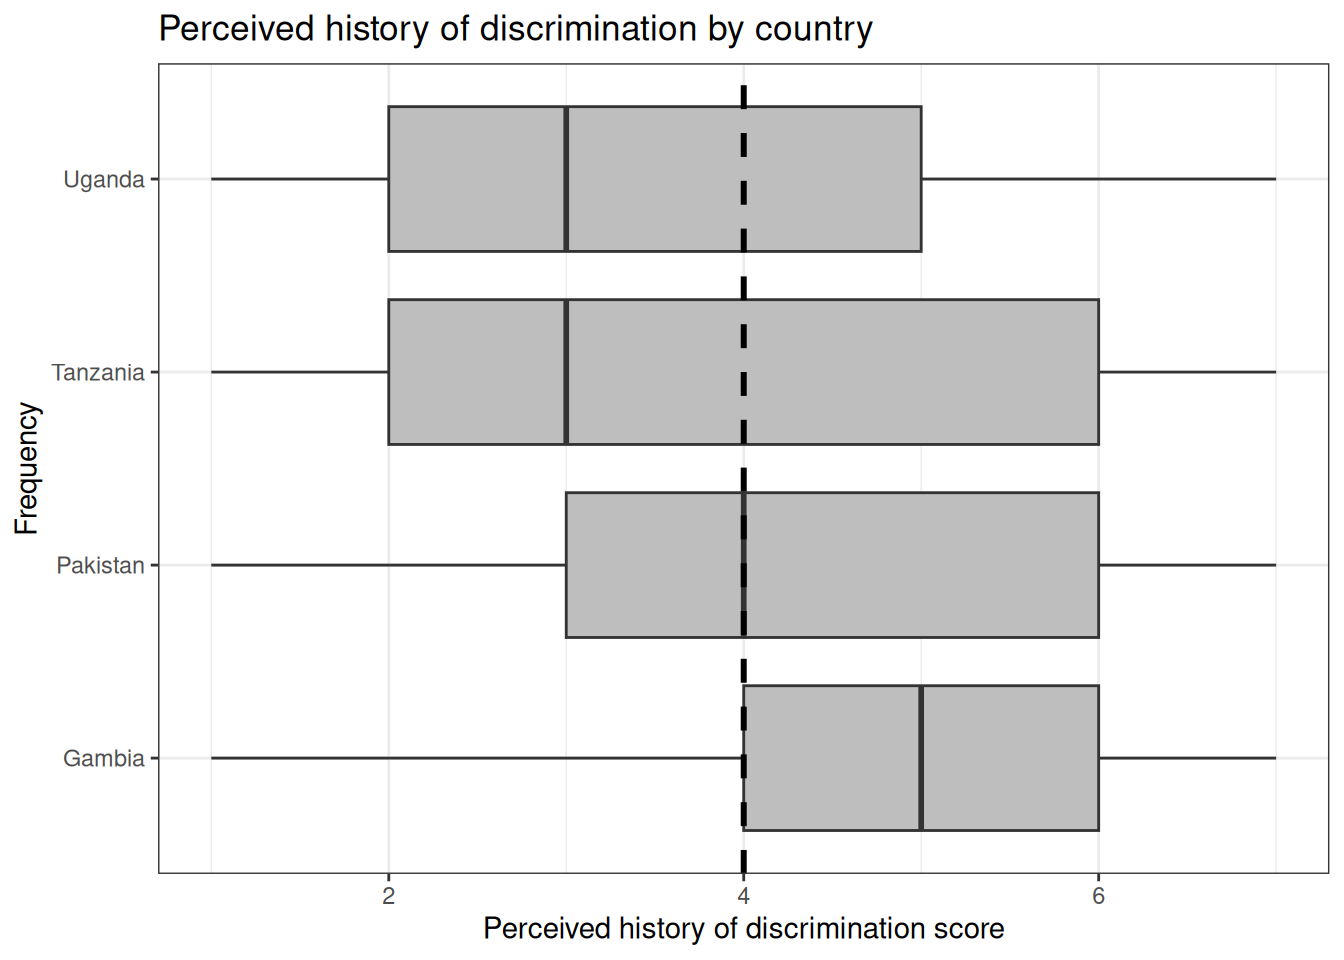 Perceived history of discrimination by country
Frequency
Uganda
Tanzania
Pakistan
Gambia
2
4
6
Perceived history of discrimination score